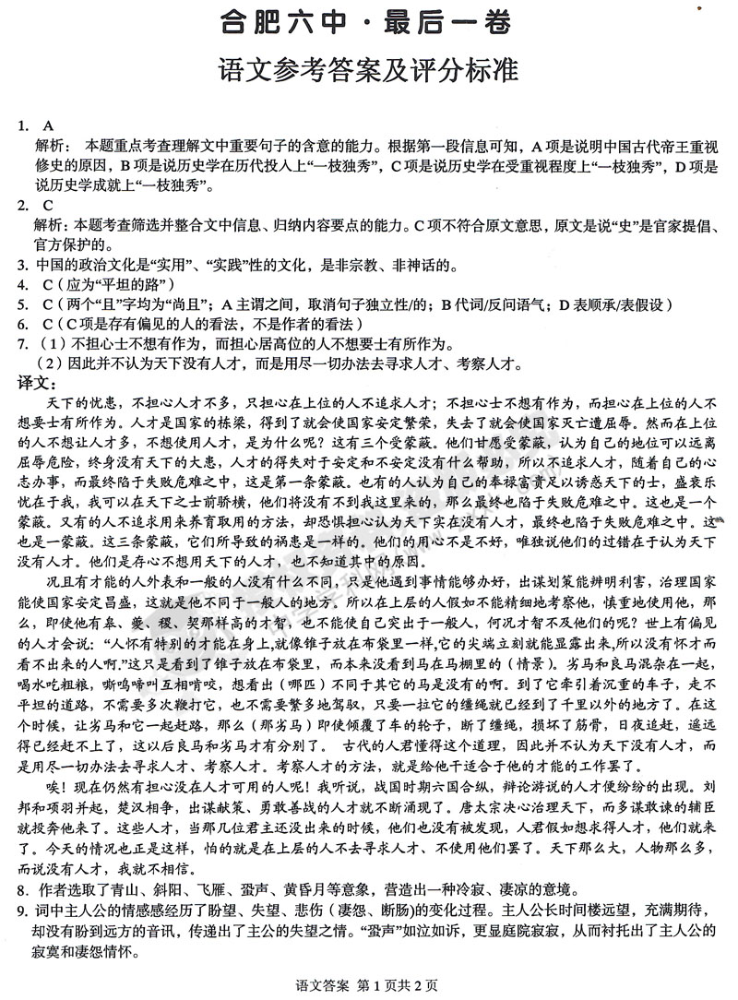 合肥六中·最后一卷
语文参考答案及评分标准
1. A
解析： 本题重点考查理解文中重要句子的含意的能力。根据第一段信息可知，A 项是说明中国古代帝王重视
修史的原因，B 项是说历史学在历代投入上“一枝独秀”，C 项是说历史学在受重视程度上“一枝独秀”，D 项是
说历史学成就上“一枝独秀”。
2. C
解析：本题考查筛选并整合文中信息、归纳内容要点的能力。C 项不符合原文意思，原文是说“史”是官家提倡、
官方保护的。
3. 中国的政治文化是“实用”、“实践”性的文化，是非宗教、非神话的。
4. C（应为“平坦的路”）
5. C（两个“且”字均为“尚且”；A 主谓之间，取消句子独立性/的；B 代词/反问语气；D 表顺承/表假设）
6. C（C 项是存有偏见的人的看法，不是作者的看法）
7.（1）不担心士不想有作为，而担心居高位的人不想要士有所作为。
（2）因此并不认为天下没有人才，而是用尽一切办法去寻求人才、考察人才。
译文：
天下的忧患，不担心人才不多，只担心在上位的人不追求人才；不担心士不想有作为，而担心在上位的人不
想要士有所作为。人才是国家的栋梁，得到了就会使国家安定繁荣，失去了就会使国家灭亡遭屈辱。然而在上位
的人不想让人才多，不想使用人才，是为什么呢？这有三个受蒙蔽。他们甘愿受蒙蔽，认为自己的地位可以远离
屈辱危险，终身没有天下的大患，人才的得失对于安定和不安定没有什么帮助，所以不追求人才，随着自己的心
志办事，而最终陷于失败危难之中，这是第一条蒙蔽。也有的人认为自己的奉禄富贵足以诱惑天下的士，盛衰乐
忧在于我，我可以在天下之士前骄横，他们将没有不到我这里来的，那么最终也陷于失败危难之中。这也是一个
蒙蔽。又有的人不追求用来养育取用的方法，却恐惧担心认为天下实在没有人才，最终也陷于失败危难之中。这
也是一蒙蔽。这三条蒙蔽，它们所导致的祸患是一样的。他们的用心不是不好，唯独说他们的过错在于认为天下
没有人才。他们是存心不想用天下的人才，也不知道其中的原因。
况且有才能的人外表和一般的人没有什么不同，只是他遇到事情能够办好，出谋划策能辨明利害，治理国家
能使国家安定昌盛，这就是他不同于一般人的地方。所以在上层的人假如不能精细地考察他，慎重地使用他，那
么，即使他有皋、夔、稷、契那样高的才智，也不能使自己突出于一般人，何况才智不及他们的呢？世上有偏见
的人才会说：“人怀有特别的才能在身上,就像锥子放在布袋里一样,它的尖端立刻就能显露出来,所以没有怀才而
看不出来的人啊.”这只是看到了锥子放在布袋里，而本来没看到马在马棚里的（情景）。劣马和良马混杂在一起，
喝水吃粗粮，嘶鸣啼叫互相啃咬，想看出（哪匹）不同于其它的马是没有的啊。到了它牵引着沉重的车子，走不
平坦的道路，不需要多次鞭打它，也不需要繁多地驾驭，只要一拉它的缰绳就已经到了千里以外的地方了。在这
个时候，让劣马和它一起赶路，那么（那劣马）即使倾覆了车的轮子，断了缰绳，损坏了筋骨，日夜追赶，遥远
得已经赶不上了，这以后良马和劣马才有分别了。 古代的人君懂得这个道理，因此并不认为天下没有人才，而
是用尽一切办法去寻求人才、考察人才。考察人才的方法，就是给他干适合于他的才能的工作罢了。
唉！现在仍然有担心没在人才可用的人呢！我听说，战国时期六国合纵，辩论游说的人才便纷纷的出现。刘
邦和项羽并起，楚汉相争，出谋献策、勇敢善战的人才就不断涌现了。唐太宗决心治理天下，而多谋敢谏的辅臣
就投奔他来了。这些人才，当那几位君主还没出来的时候，他们也没有被发现，人君假如想求得人才，他们就来
了。今天的情况也正是这样，怕的就是在上层的人不去寻求人才、不使用他们罢了。天下那么大，人物那么多，
而说没有人才，我就不相信。
8．作者选取了青山、斜阳、飞雁、蛩声、黄昏月等意象，营造出一种冷寂、凄凉的意境。
9. 词中主人公的情感感经历了盼望、失望、悲伤（凄怨、断肠)的变化过程。主人公长时间楼远望，充满期待，
却没有盼到远方的音讯，传递出了主公的失望之情。“蛩声”如泣如诉，更显庭院寂寂，从而衬托出了主人公的
寂寞和凄怨情怀。
语文答案 第 1 页共 2 页